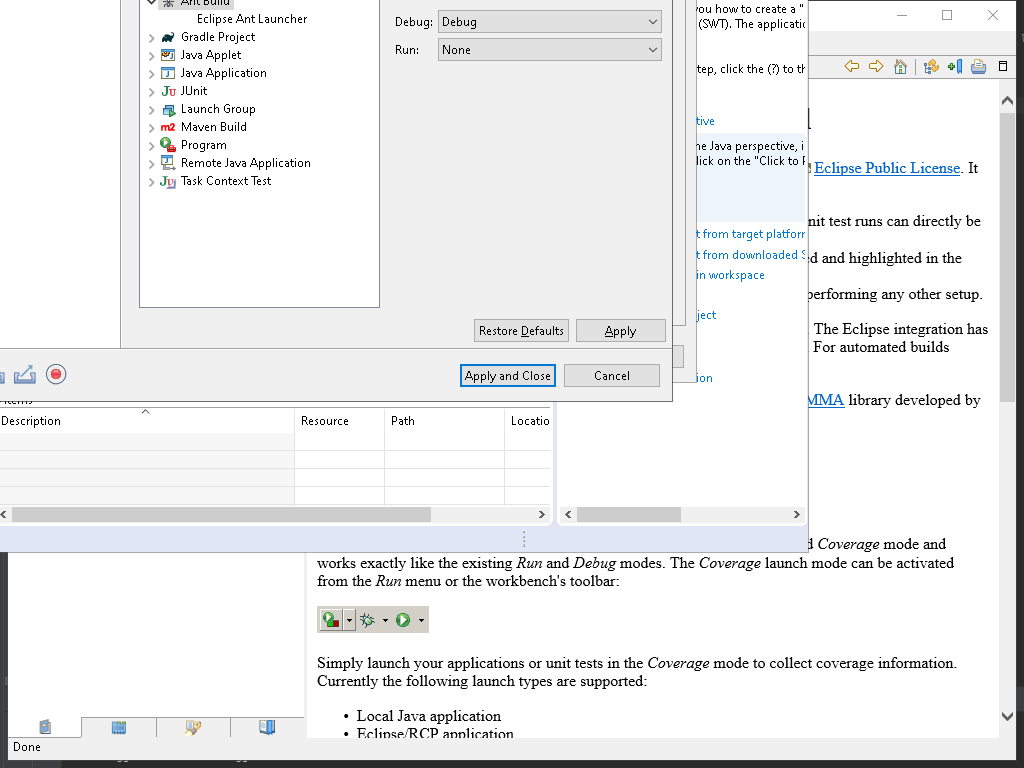 Ant Build
Eclipse Ant Launcher
Gradle Project
Java Applet
Java Application
JUnit
Launch Group
Maven Build
Program
Remote Java Application
Task Context Test
Debug:
Debug
Run:
None
Restore Defaults
Apply
Apply and Close
Cancel
you how to create a "
(SWT). The applicatio
tep, click the (?) to th
tive
he Java perspective, i
lick on the "Click to P
t from target platform
t from downloaded S
in workspace
ject
ion
Items
Description
Resource
Path
Locatio
Eclipse Public License. It
nit test runs can directly be
d and highlighted in the
performing any other setup.
The Eclipse integration has
For automated builds
MMA library developed by
d Coverage mode and
works exactly like the existing Run and Debug modes. The Coverage launch mode can be activated
from the Run menu or the workbench's toolbar:
Simply launch your applications or unit tests in the Coverage mode to collect coverage information.
Currently the following launch types are supported:
• Local Java application
• Eclipse/RCP application
Done